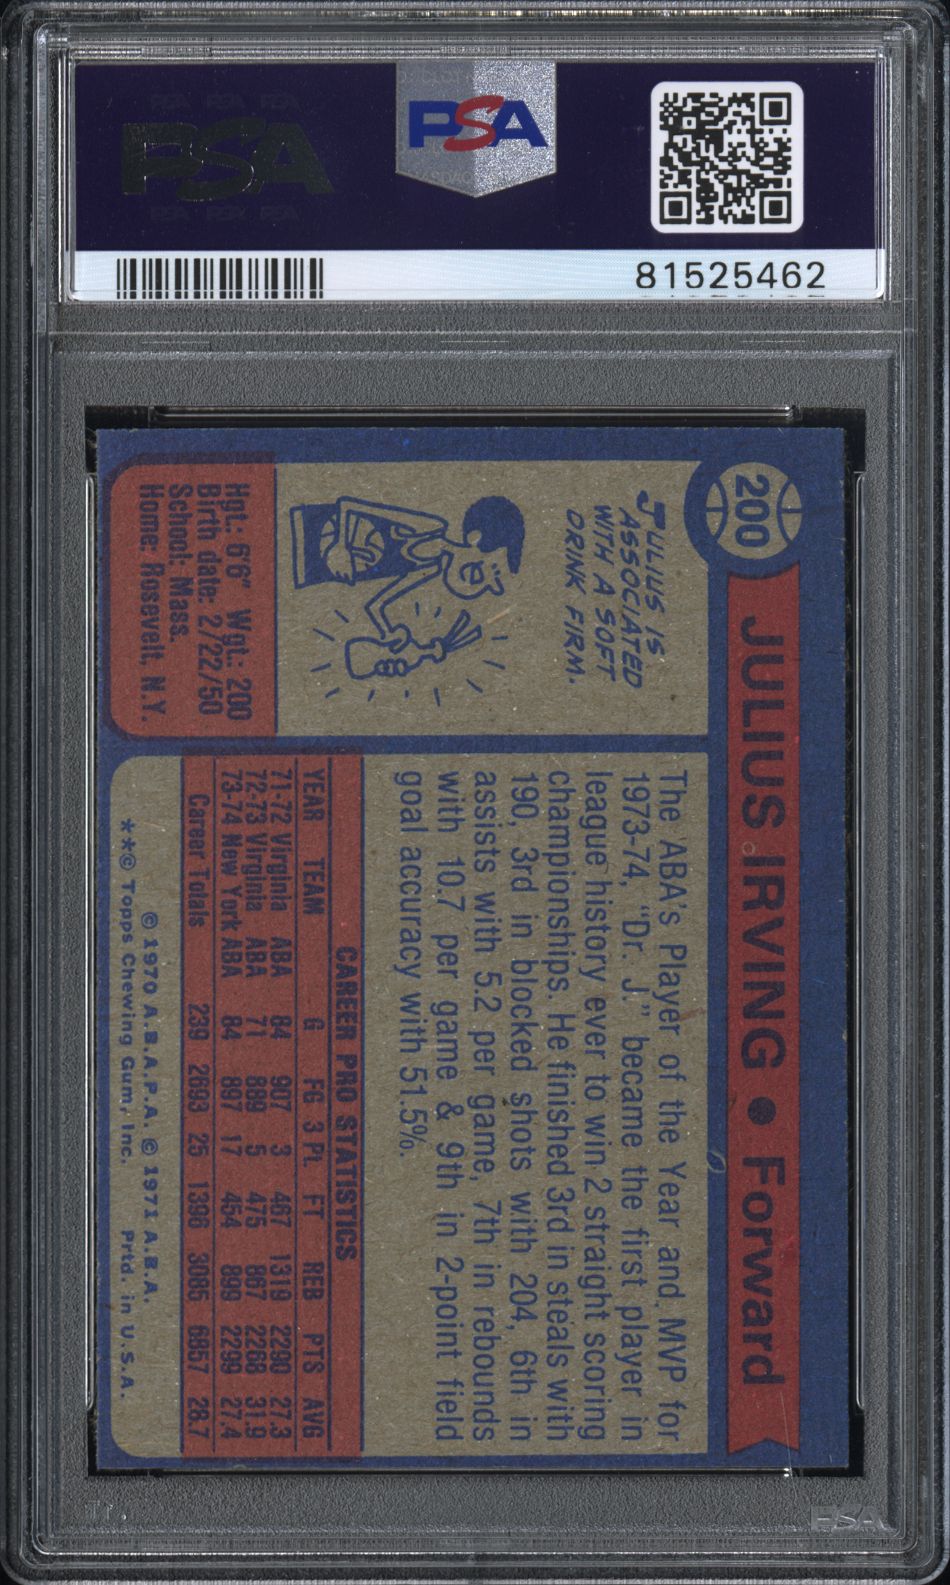 PSA PSA PSA
PSA
PSA PSA PSA
PSA
81525462
200
JULIUS IRVING • Forward
JULIUS IS
ASSOCIATED
WITH A SOFT
DRINK FIRM.
Hgt: 6'6" Wgt: 200
Birth date: 2/22/50
School: Mass.
Home: Rosevelt, N.Y.
The ABA's Player of the Year and MVP for
1973-74, "Dr. J." became the first player in
league history ever to win 2 straight scoring
championships. He finished 3rd in steals with
190, 3rd in blocked shots with 204, 6th in
assists with 5.2 per game, 7th in rebounds
with 10.7 per game & 9th in 2-point field
goal accuracy with 51.5%.
CAREER PRO STATISTICS
YEAR TEAM G FG 3 Pt. FT REB PTS AVG
71-72 Virginia ABA 84 907 3 467 1319 2290 27.3
72-73 Virginia ABA 71 889 5 475 867 2268 31.9
73-74 New York ABA 84 897 17 454 899 2299 27.4
Career Totals 239 2693 25 1396 3085 6857 28.7
© 1970 A.B.A.P.A. © 1971 A.B.A.
**© Topps Chewing Gum, Inc. Prtd. in U.S.A.
PSA